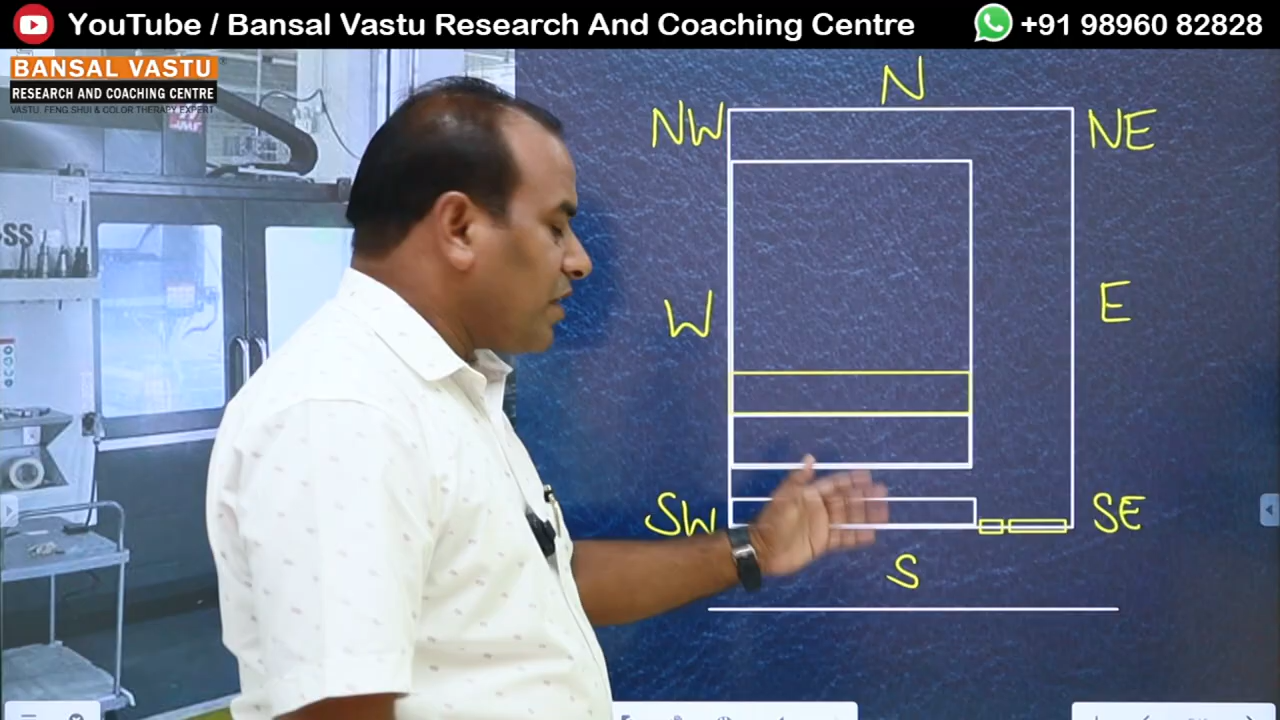 YouTube / Bansal Vastu Research And Coaching Centre
+91 98960 82828
BANSAL VASTU
RESEARCH AND COACHING CENTRE
VASTU, FENG SHUI & COLOR THERAPY EXPERT
N
NW
NE
-SS
W
E
SW
SE
S